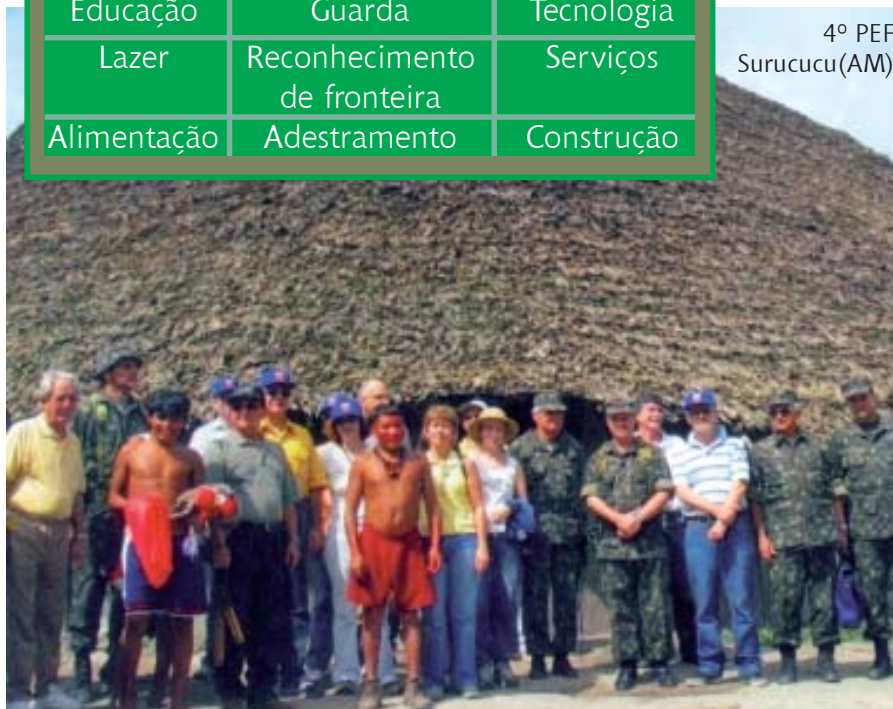 Educação Guarda Tecnologia
Lazer Reconhecimento de fronteira Serviços
Alimentação Adestramento Construção
4º PEF
Surucucu(AM)